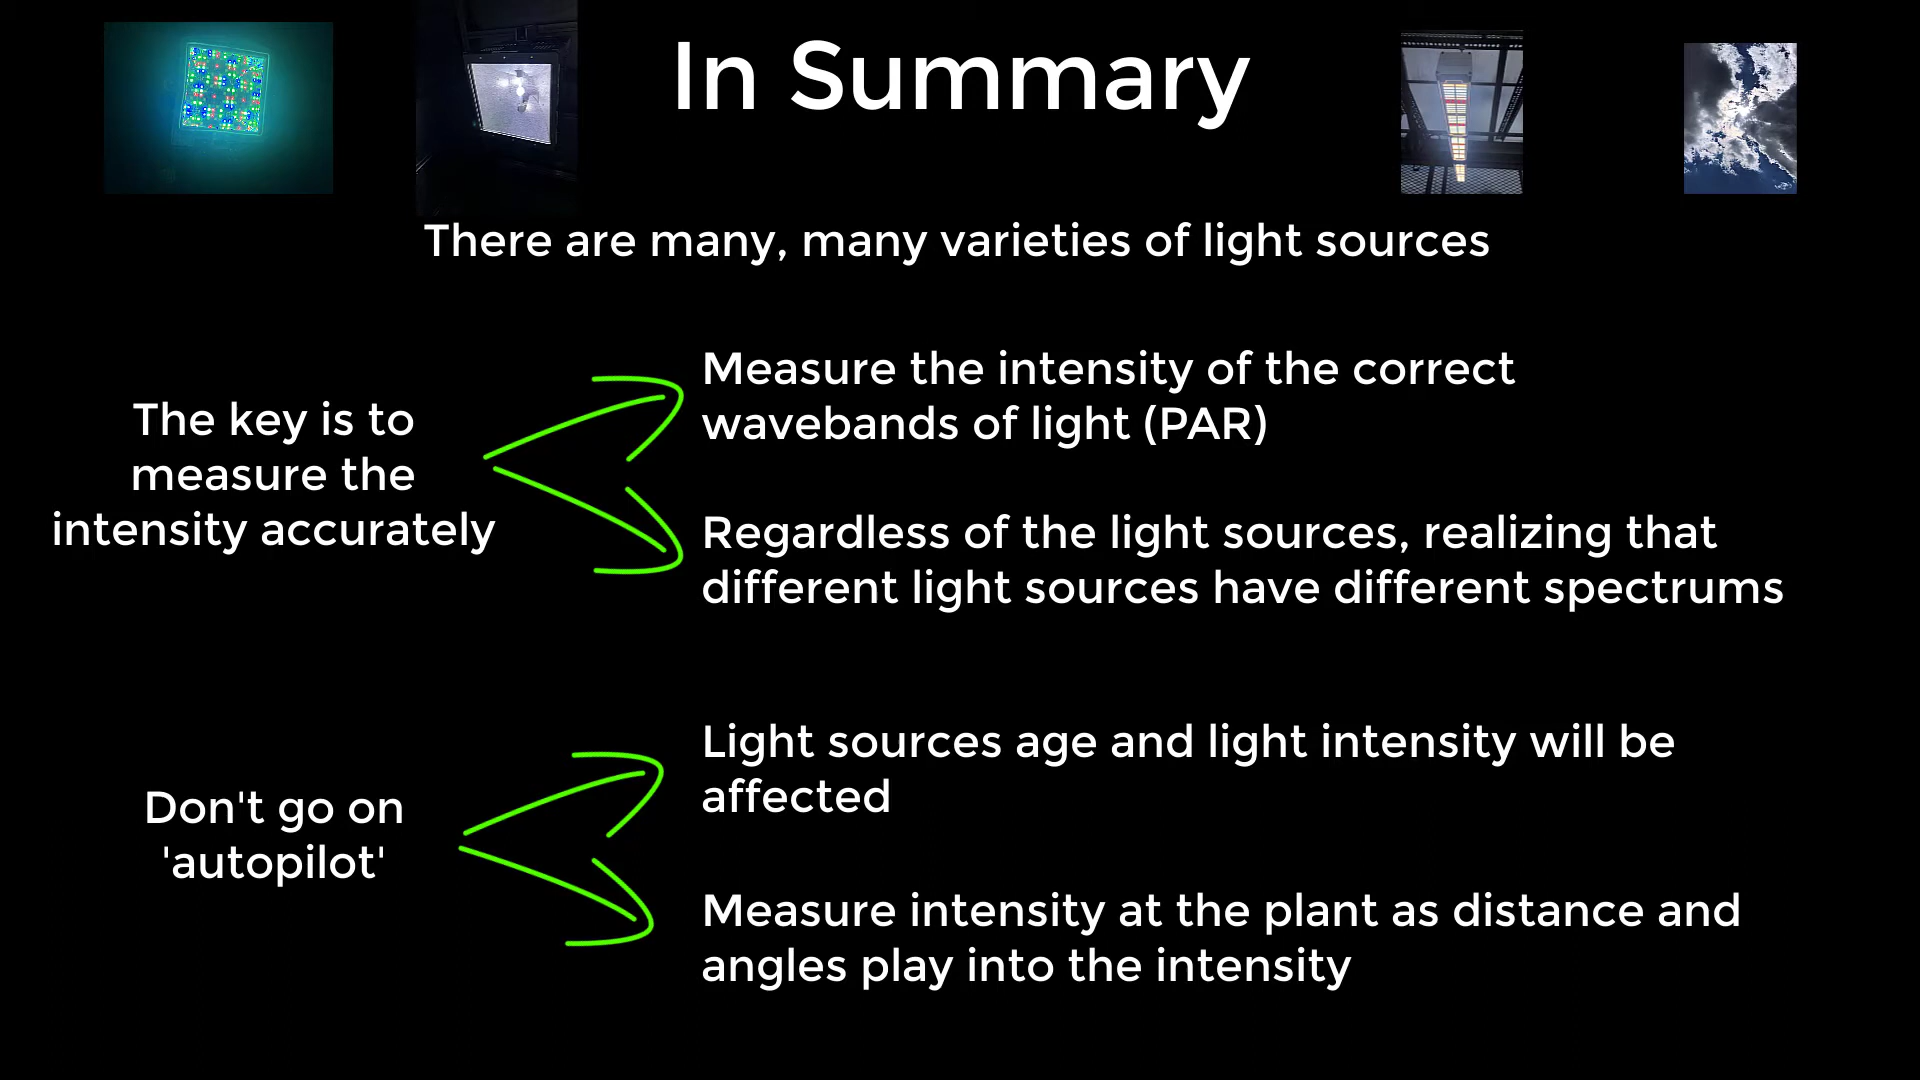 In Summary
There are many, many varieties of light sources
The key is to
measure the
intensity accurately
Measure the intensity of the correct
wavebands of light (PAR)
Regardless of the light sources, realizing that
different light sources have different spectrums
Don't go on
'autopilot'
Light sources age and light intensity will be
affected
Measure intensity at the plant as distance and
angles play into the intensity